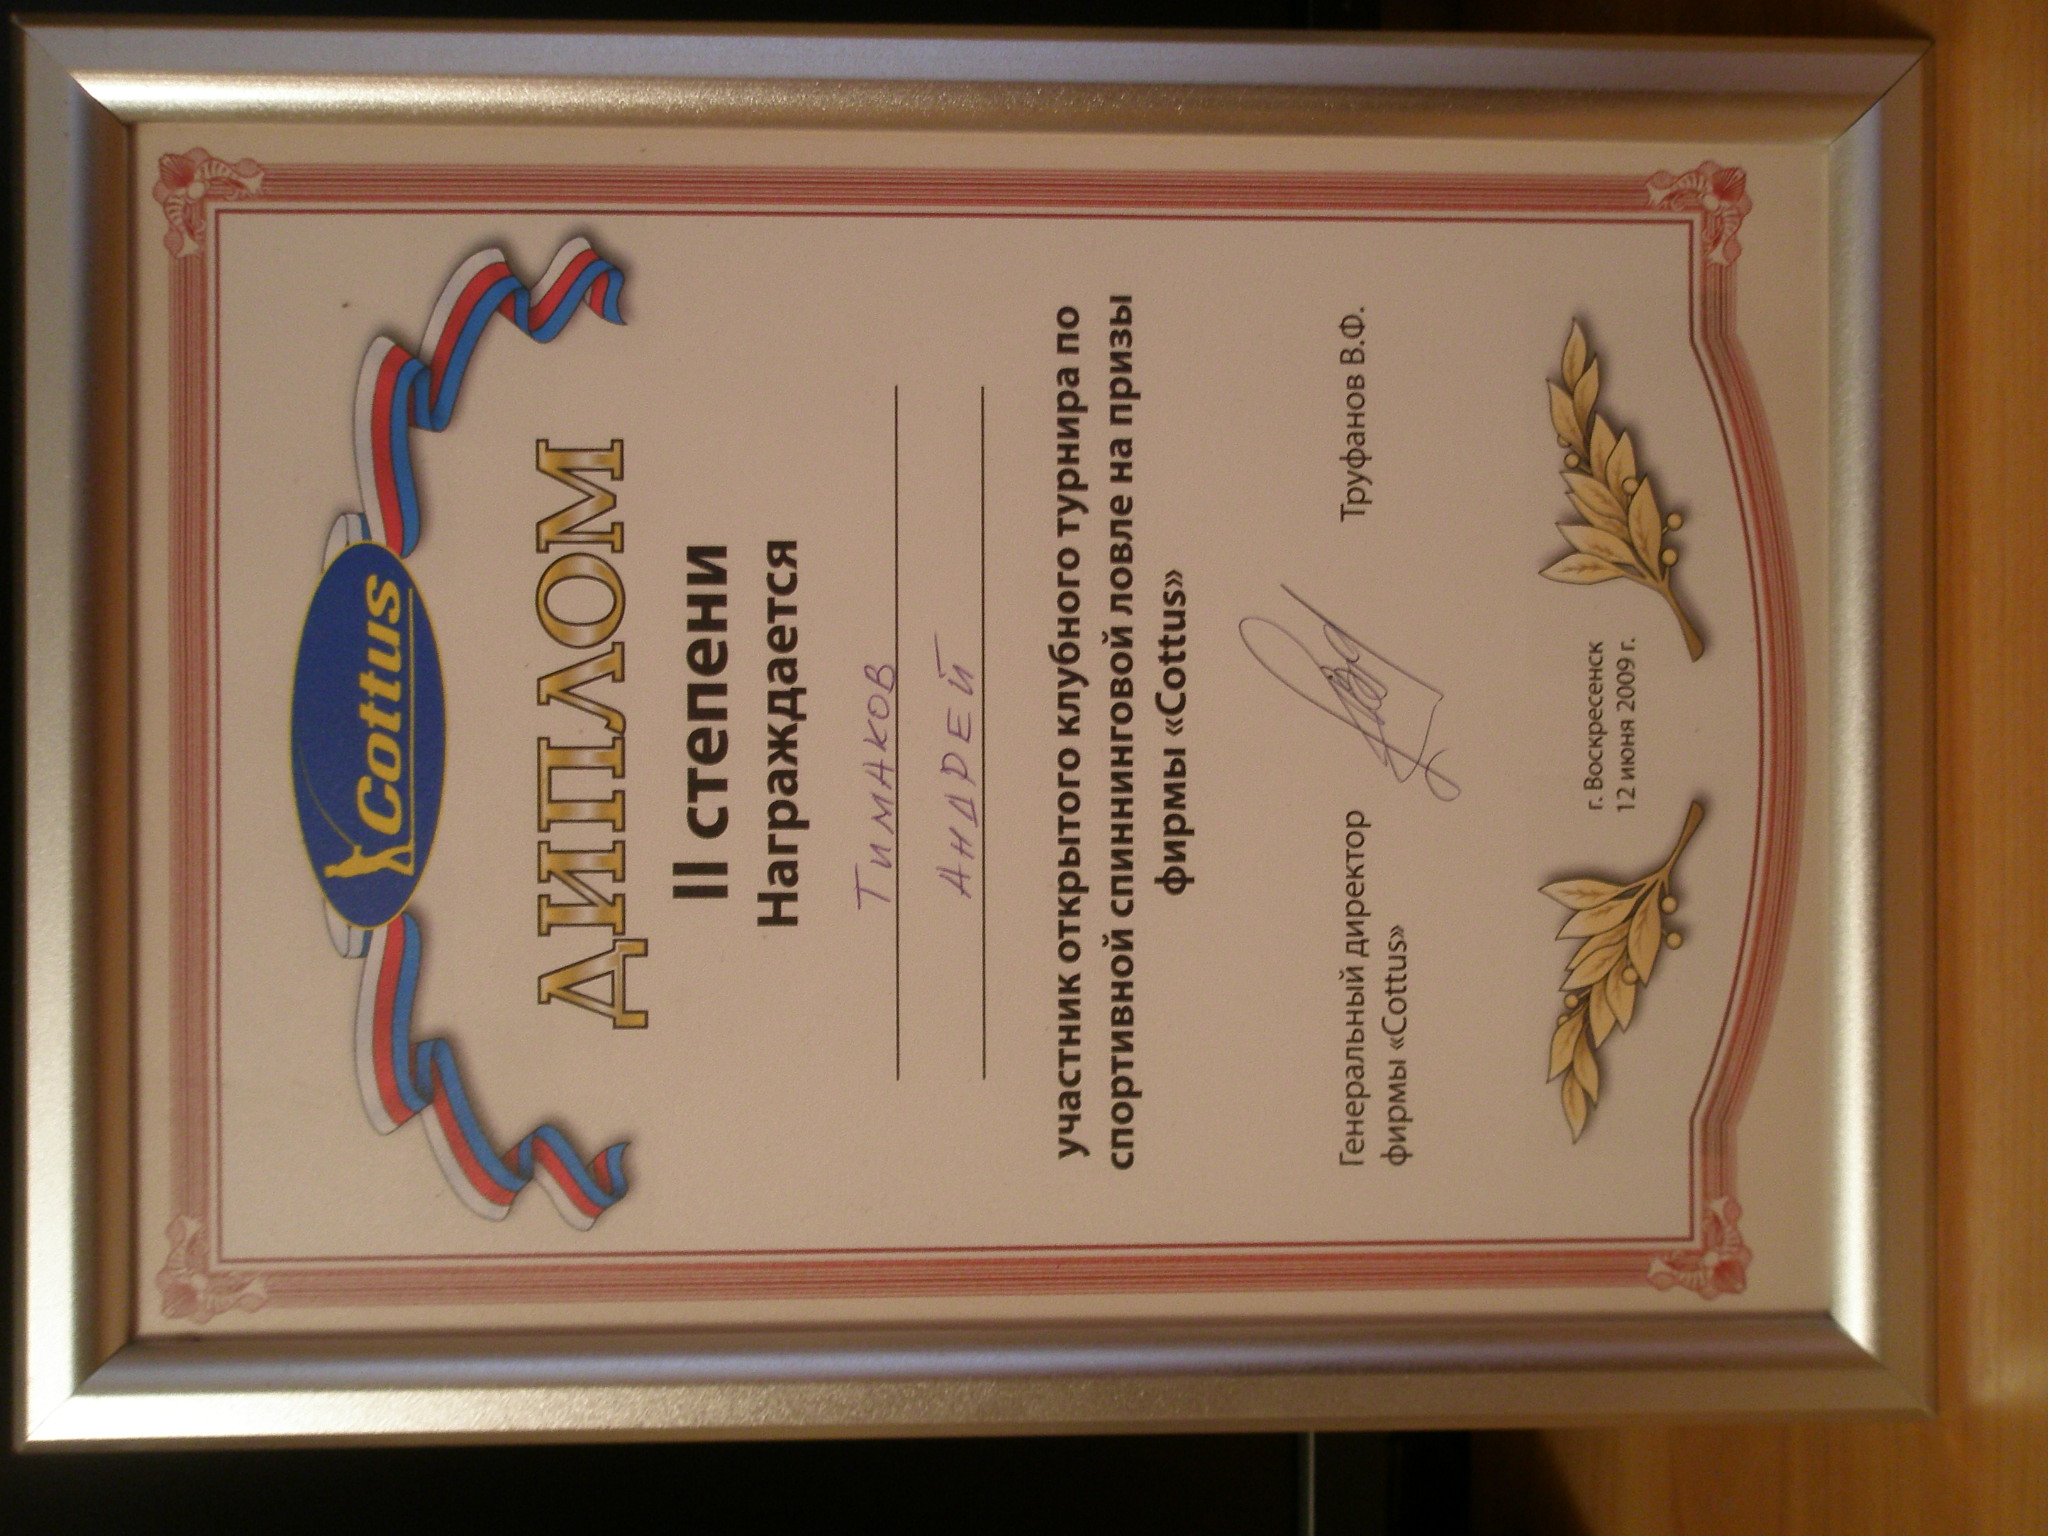 Cottus
ДИПЛОМ
II степени
Награждается
Тимаков
Андрей
участник открытого клубного турнира по
спортивной спиннинговой ловле на призы
фирмы «Cottus»
Генеральный директор Труфанов В.Ф.
фирмы «Cottus»
г. Воскресенск
12 июня 2009 г.